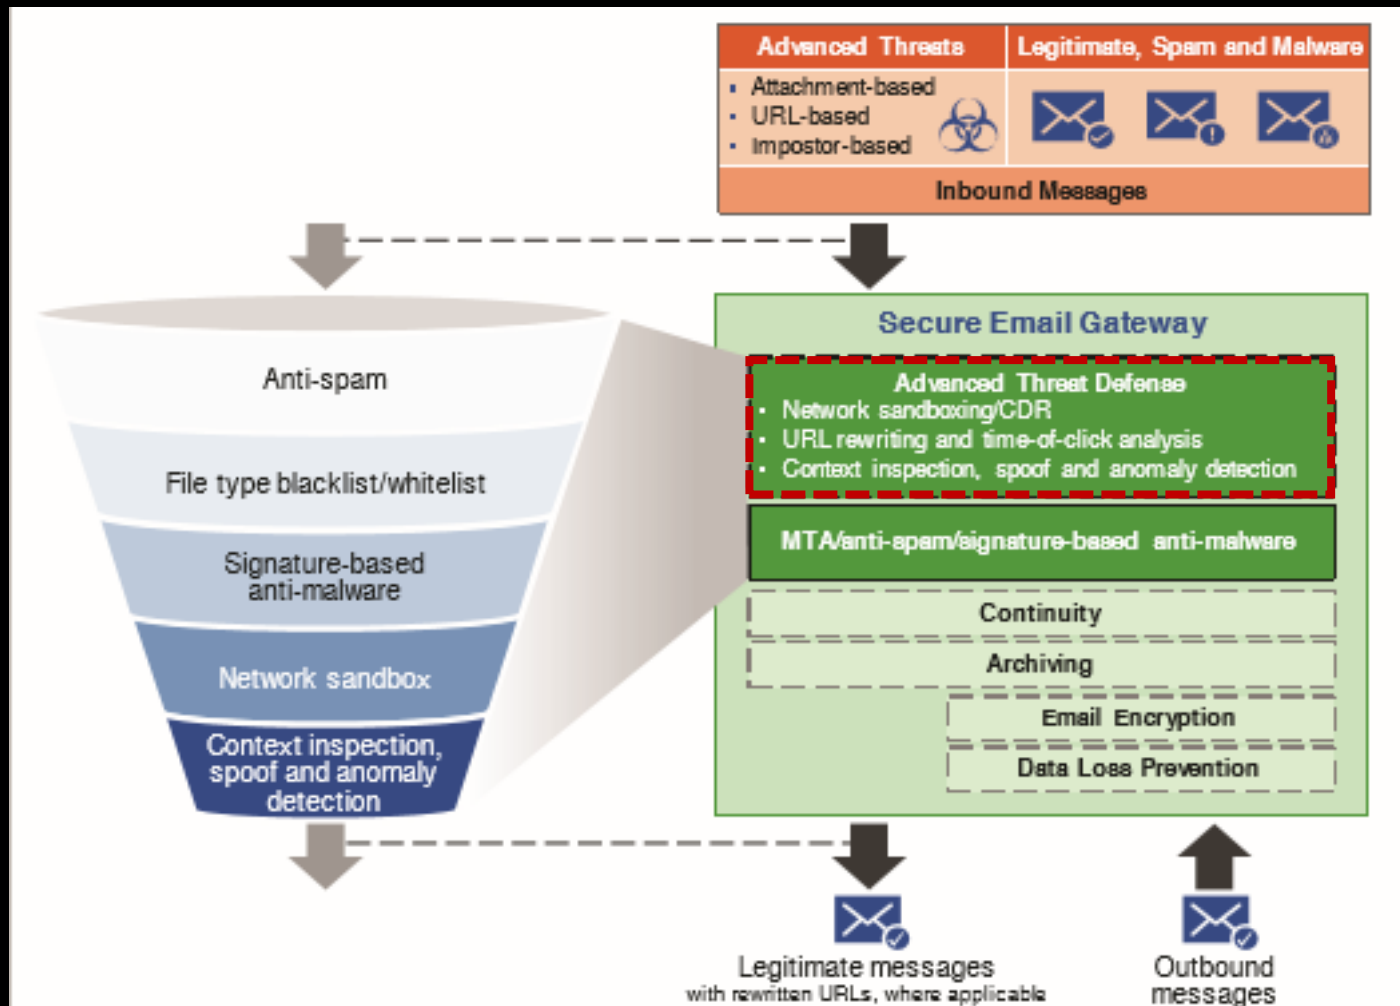 Advanced Threats
Legitimate, Spam and Malware
Attachment-based
URL-based
Impostor-based
Inbound Messages
Anti-spam
File type blacklist/whitelist
Signature-based
anti-malware
Network sandbox
Context inspection,
spoof and anomaly
detection
Secure Email Gateway
Advanced Threat Defense
Network sandboxing/CDR
URL rewriting and time-of-click analysis
Context inspection, spoof and anomaly detection
MTA/anti-spam/signature-based anti-malware
Continuity
Archiving
Email Encryption
Data Loss Prevention
Legitimate messages
with rewritten URLs, where applicable
Outbound
messages